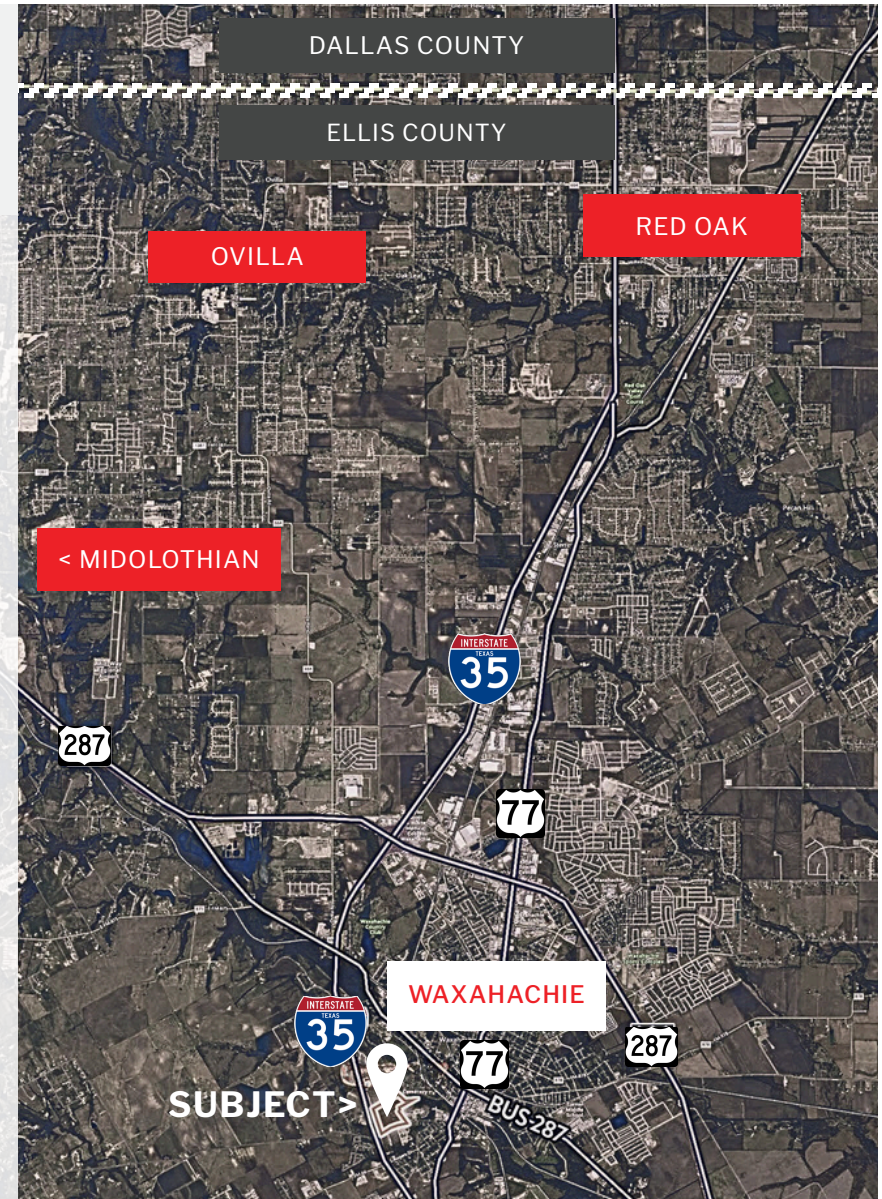 DALLAS COUNTY
ELLIS COUNTY
RED OAK
OVILLA
< MIDOLOTHIAN
INTERSTATE
TEXAS
35
287
77
WAXAHACHIE
INTERSTATE
TEXAS
35
77
287
SUBJECT>
BUS-287